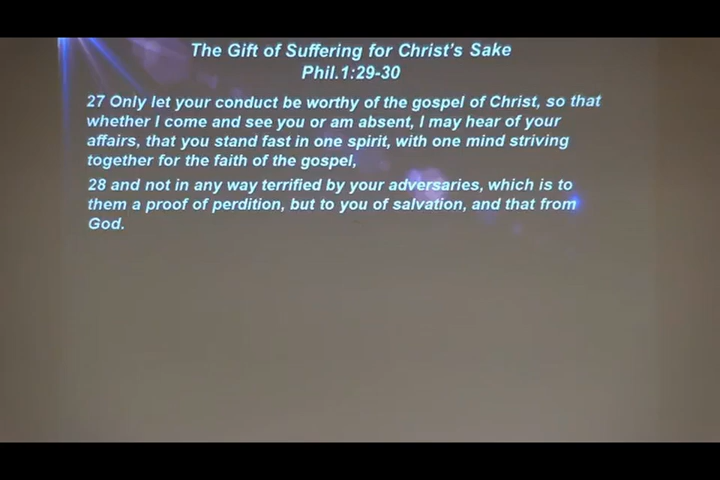 The Gift of Suffering for Christ's Sake
Phil.1:29-30
27 Only let your conduct be worthy of the gospel of Christ, so that
whether I come and see you or am absent, I may hear of your
affairs, that you stand fast in one spirit, with one mind striving
together for the faith of the gospel,
28 and not in any way terrified by your adversaries, which is to
them a proof of perdition, but to you of salvation, and that from
God.